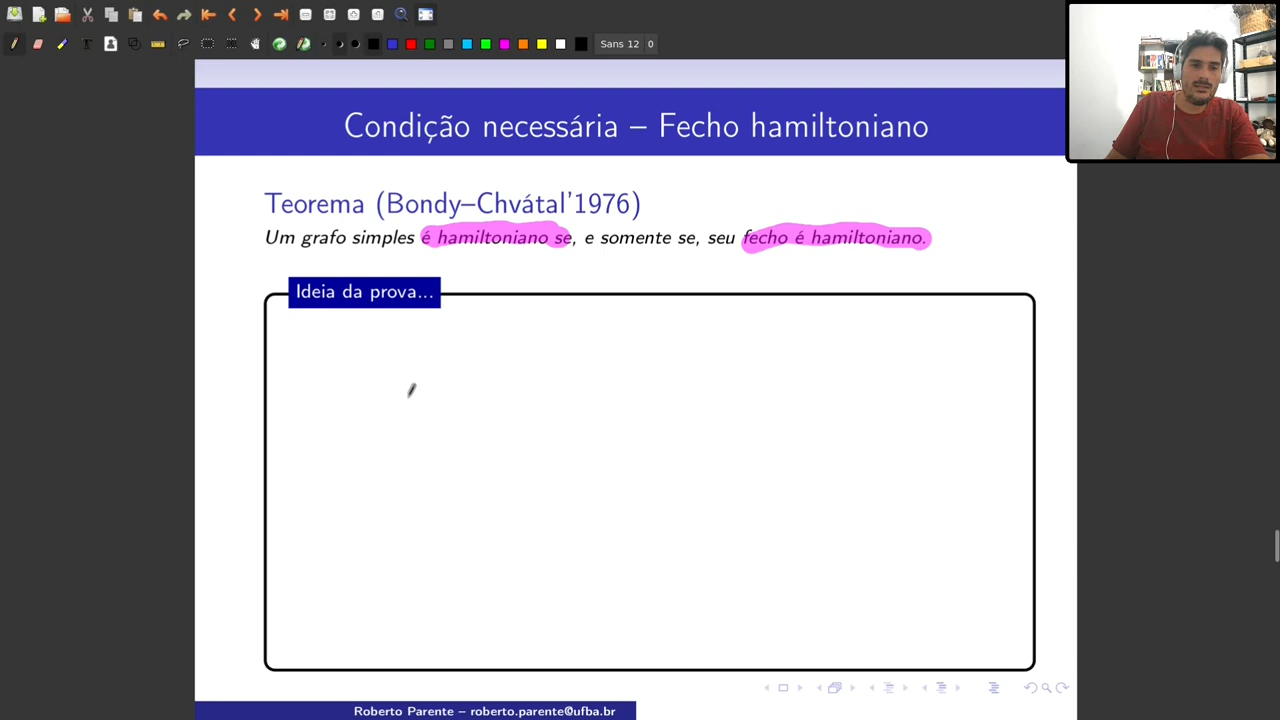 Sans 12
Condição necessária – Fecho hamiltoniano
Teorema (Bondy–Chvátal'1976)
Um grafo simples é hamiltoniano se, e somente se, seu fecho é hamiltoniano.
Ideia da prova...
Roberto Parente – roberto.parente@ufba.br